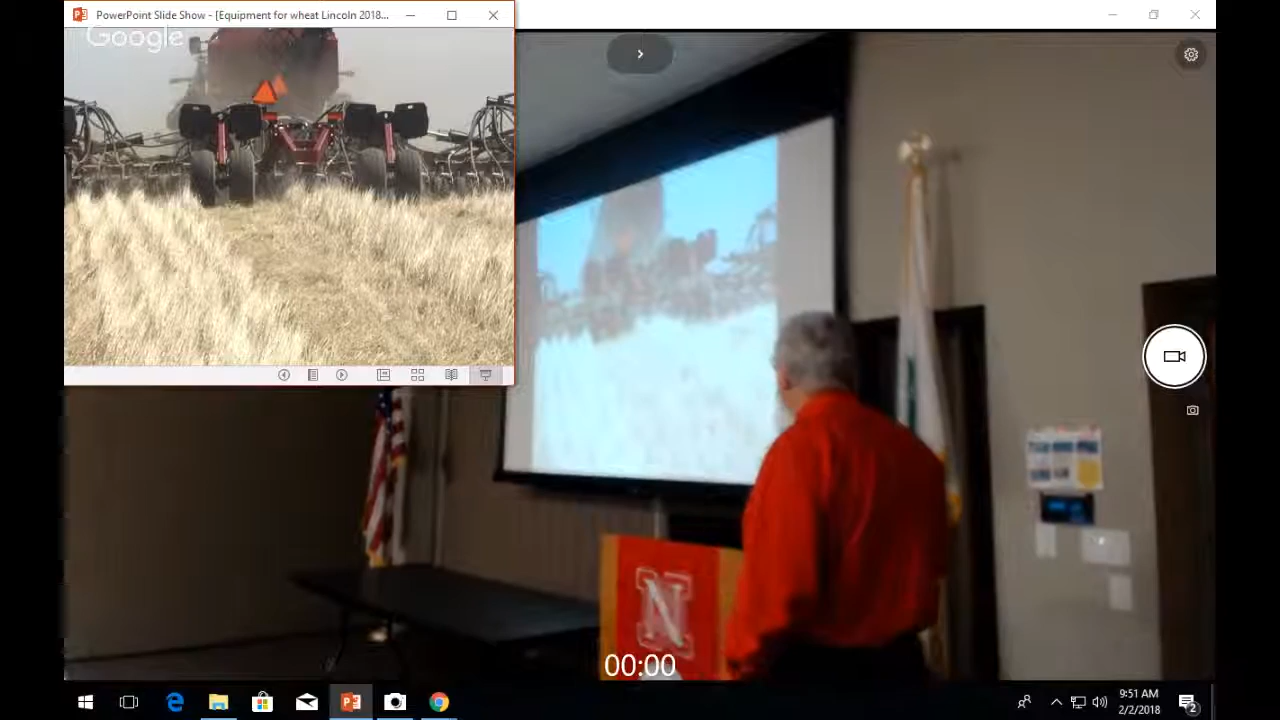 PowerPoint Slide Show - [Equipment for wheat Lincoln 2018...
Google
N
00:00
9:51 AM
2/2/2018
2